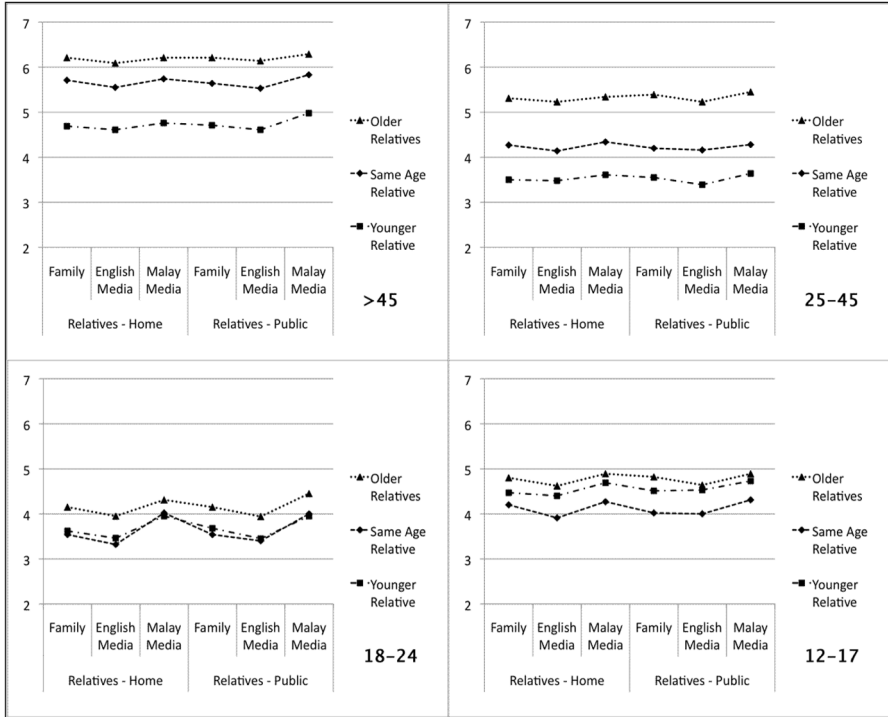 7
6
5
4
3
2
Older
Relatives
Same Age
Relative
Younger
Relative
Family English Malay Family English Malay
Media Media Media Media
Relatives - Home Relatives - Public
>45
7
6
5
4
3
2
Older
Relatives
Same Age
Relative
Younger
Relative
Family English Malay Family English Malay
Media Media Media Media
Relatives - Home Relatives - Public
25-45
7
6
5
4
3
2
Older
Relatives
Same Age
Relative
Younger
Relative
Family English Malay Family English Malay
Media Media Media Media
Relatives - Home Relatives - Public
18-24
7
6
5
4
3
2
Older
Relatives
Same Age
Relative
Younger
Relative
Family English Malay Family English Malay
Media Media Media Media
Relatives - Home Relatives - Public
12-17